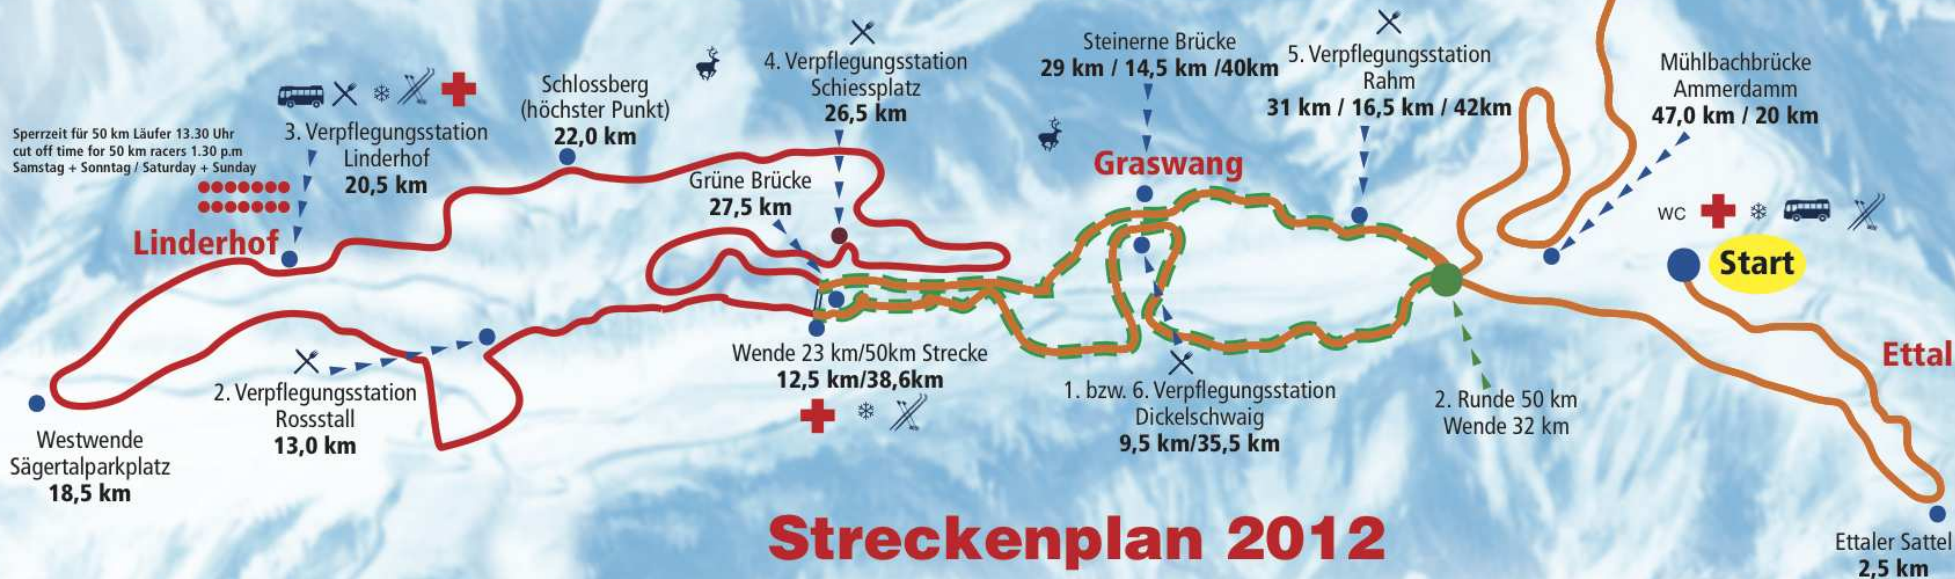 Sperrzeit für 50 km Läufer 13.30 Uhr
cut off time for 50 km racers 1.30 p.m
Samstag + Sonntag / Saturday + Sunday
3. Verpflegungsstation
Linderhof
20,5 km
Linderhof
Schlossberg
(höchster Punkt)
22,0 km
4. Verpflegungsstation
Schiessplatz
26,5 km
Grüne Brücke
27,5 km
Steinerne Brücke
29 km / 14,5 km /40km
Graswang
5. Verpflegungsstation
Rahm
31 km / 16,5 km / 42km
Mühlbachbrücke
Ammerdamm
47,0 km / 20 km
WC
Start
Ettal
Westwende
Sägertalparkplatz
18,5 km
2. Verpflegungsstation
Rossstall
13,0 km
Wende 23 km/50km Strecke
12,5 km/38,6km
1. bzw. 6. Verpflegungsstation
Dickelschwaig
9,5 km/35,5 km
2. Runde 50 km
Wende 32 km
Ettaler Sattel
2,5 km
Streckenplan 2012